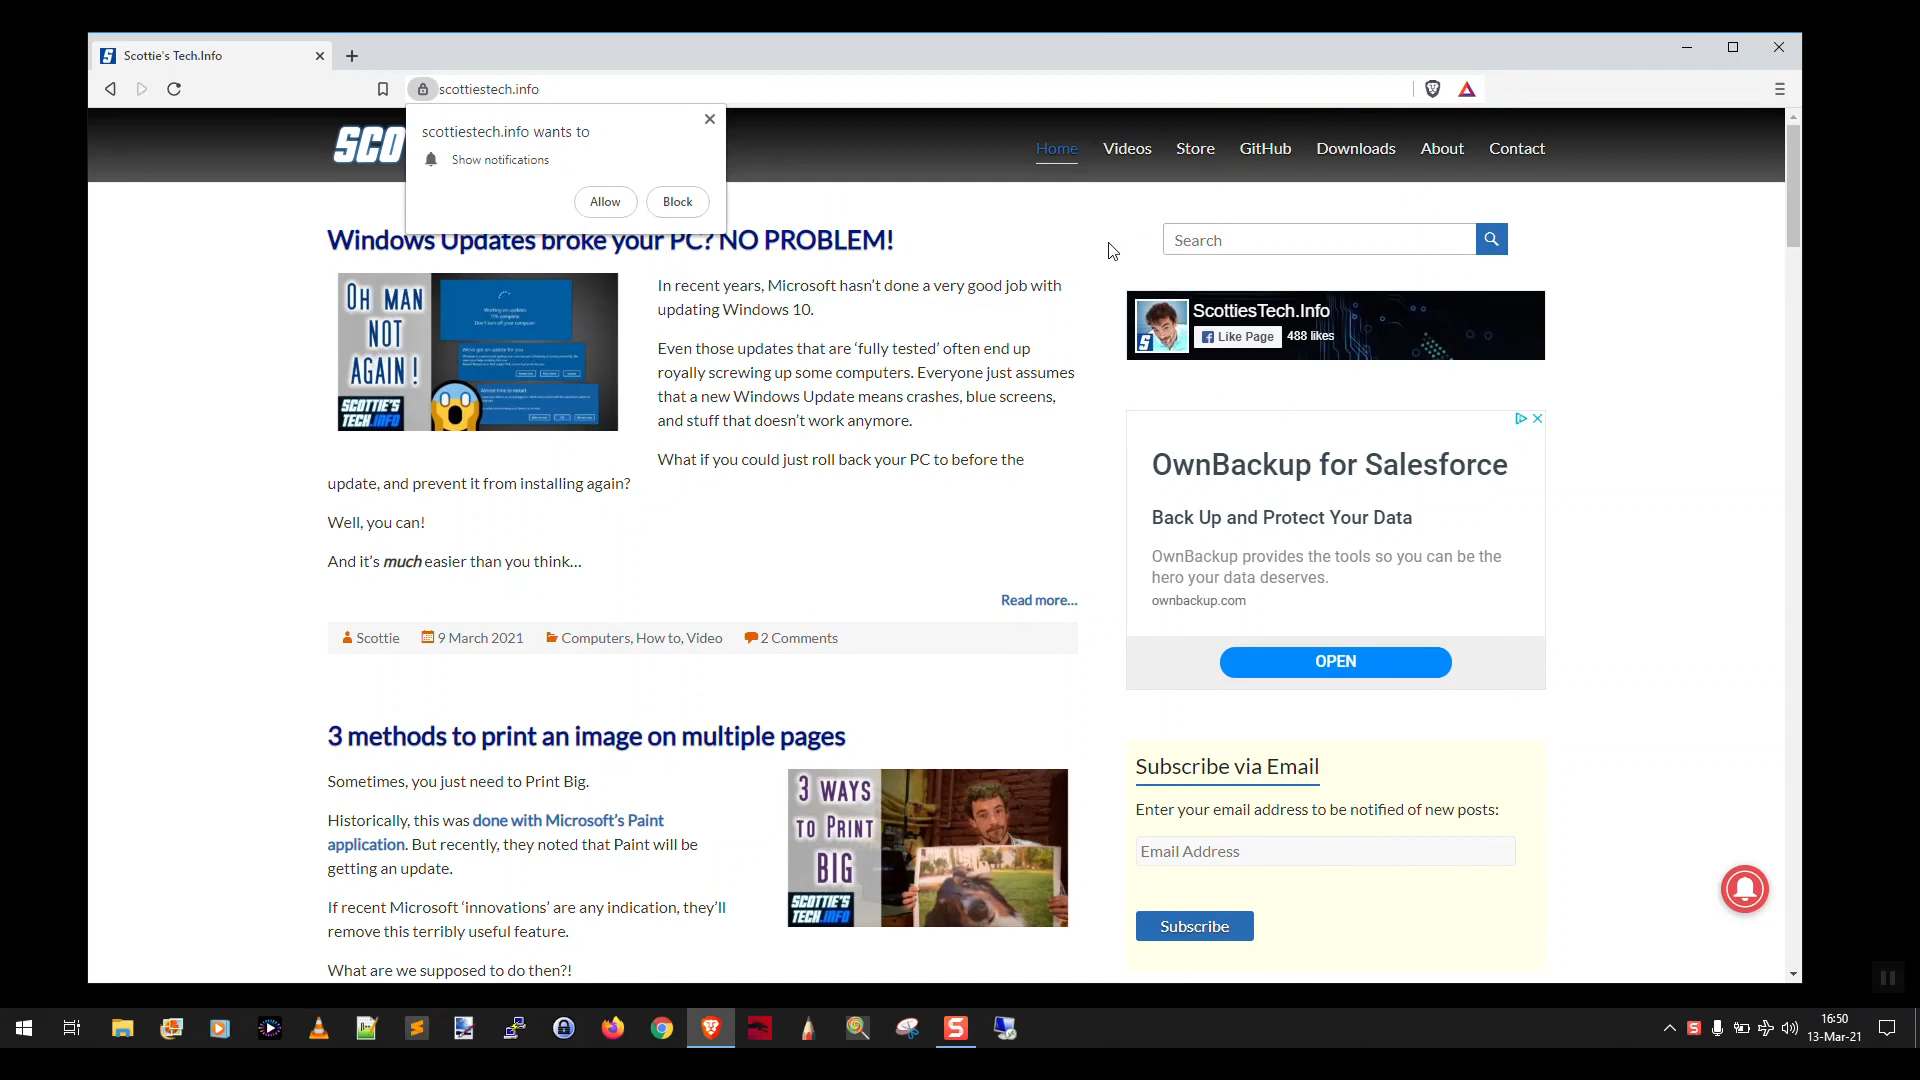 Scottie's Tech.Info
scottiestech.info
scottiestech.info wants to
Show notifications
Allow
Block
SCO
Home
Videos
Store
GitHub
Downloads
About
Contact
Windows Updates broke your PC? NO PROBLEM!
Search
OH MAN
NOT
AGAIN!
SCOTTIE'S
TECH.INFO
Working on updates
Don't turn off your computer
In recent years, Microsoft hasn’t done a very good job with
updating Windows 10.
Even those updates that are ‘fully tested’ often end up
royally screwing up some computers. Everyone just assumes
that a new Windows Update means crashes, blue screens,
and stuff that doesn’t work anymore.
What if you could just roll back your PC to before the
update, and prevent it from installing again?
Well, you can!
And it’s much easier than you think…
Read more...
Scottie
9 March 2021
Computers, How to, Video
2 Comments
ScottiesTech.Info
Like Page
488 likes
OwnBackup for Salesforce
Back Up and Protect Your Data
OwnBackup provides the tools so you can be the
hero your data deserves.
ownbackup.com
OPEN
3 methods to print an image on multiple pages
Sometimes, you just need to Print Big.
Historically, this was done with Microsoft’s Paint
application. But recently, they noted that Paint will be
getting an update.
If recent Microsoft ‘innovations’ are any indication, they’ll
remove this terribly useful feature.
What are we supposed to do then?!
3 WAYS
TO PRINT
BIG
SCOTTIE'S
TECH.INFO
Subscribe via Email
Enter your email address to be notified of new posts:
Email Address
Subscribe
16:50
13-Mar-21